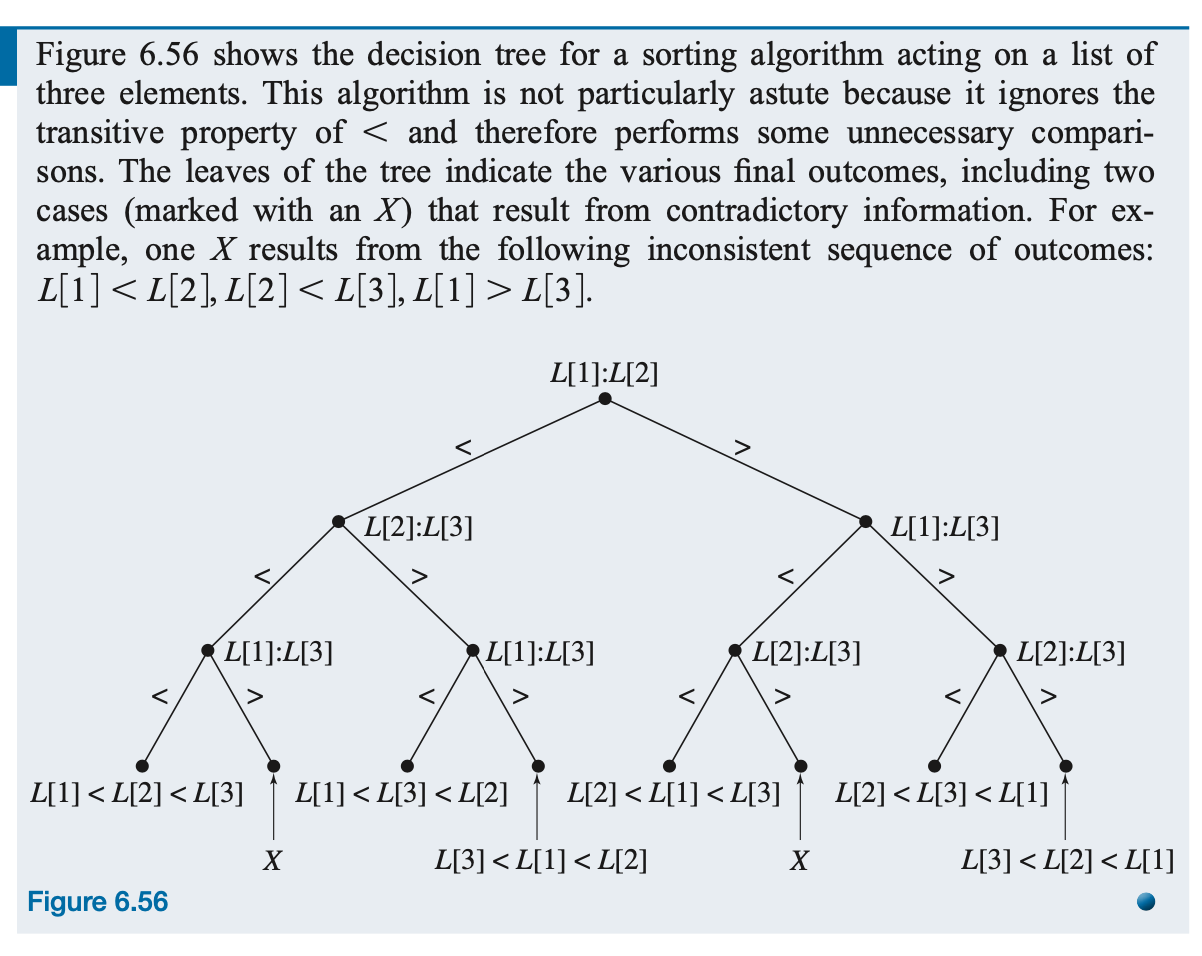 Figure 6.56 shows the decision tree for a sorting algorithm acting on a list of
three elements. This algorithm is not particularly astute because it ignores the
transitive property of < and therefore performs some unnecessary compari-
sons. The leaves of the tree indicate the various final outcomes, including two
cases (marked with an X) that result from contradictory information. For ex-
ample, one X results from the following inconsistent sequence of outcomes:
L[1] < L[2], L[2] < L[3], L[1] > L[3].
L[1]:L[2]
< >
L[2]:L[3] L[1]:L[3]
< > < >
L[1]:L[3] L[1]:L[3] L[2]:L[3] L[2]:L[3]
< > < > < > < >
L[1] < L[2] < L[3] L[1] < L[3] < L[2] L[2] < L[1] < L[3] L[2] < L[3] < L[1]
X L[3] < L[1] < L[2] X L[3] < L[2] < L[1]
Figure 6.56